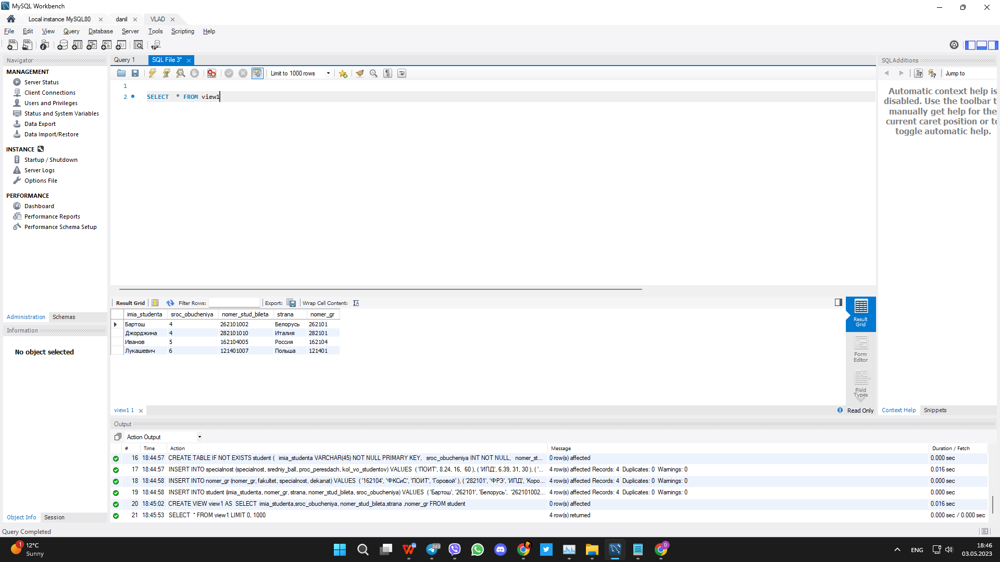 MySQL Workbench
Local instance MySQL80
danil
VLAD
File Edit View Query Database Server Tools Scripting Help
Navigator
MANAGEMENT
Server Status
Client Connections
Users and Privileges
Status and System Variables
Data Export
Data Import/Restore
INSTANCE
Startup / Shutdown
Server Logs
Options File
PERFORMANCE
Dashboard
Performance Reports
Performance Schema Setup
Administration Schemas
Information
No object selected
Object Info Session
Query Completed
Query 1
SQL File 3*
Limit to 1000 rows
1
2 SELECT * FROM view1
SQLAdditions
Jump to
Automatic context help is
disabled. Use the toolbar t
manually get help for the
current caret position or to
toggle automatic help.
Result Grid Filter Rows: Export: Wrap Cell Content:
imia_studenta sroc_obucheniya nomer_stud_bileta strana nomer_gr
Бартош 4 262101002 Белорусь 262101
Джорджина 4 282101010 Италия 282101
Иванов 5 162104005 Россия 162104
Лукашевич 6 121401007 Польша 121401
Result
Grid
Form
Editor
Field
Types
view1 1
Read Only
Context Help Snippets
Output
Action Output
# Time Action Message Duration / Fetch
16 18:44:57 CREATE TABLE IF NOT EXISTS student ( imia_studenta VARCHAR(45) NOT NULL PRIMARY KEY, sroc_obucheniya INT NOT NULL, nomer_st... 0 row(s) affected 0.000 sec
17 18:44:57 INSERT INTO specialnost (specialnost, sredniy_ball, proc_peresdach, kol_vo_studentov) VALUES ( 'ПОИТ', 8.24, 16, 60 ), ( 'ИПД', 6.39, 31, 30 ), ( '... 4 row(s) affected Records: 4 Duplicates: 0 Warnings: 0 0.016 sec
18 18:44:58 INSERT INTO nomer_gr (nomer_gr, fakultet, specialnost, dekanat) VALUES ( '162104', 'ФКСиС', 'ПОИТ', 'Горовой' ), ( '282101', 'ФРЭ', 'ИПД', 'Коро... 4 row(s) affected Records: 4 Duplicates: 0 Warnings: 0 0.000 sec
19 18:44:58 INSERT INTO student (imia_studenta, nomer_gr, strana, nomer_stud_bileta, sroc_obucheniya) VALUES ( 'Бартош', '262101', 'Белорусь', '262101002... 4 row(s) affected Records: 4 Duplicates: 0 Warnings: 0 0.000 sec
20 18:45:02 CREATE VIEW view1 AS SELECT imia_studenta,sroc_obucheniya, nomer_stud_bileta,strana ,nomer_gr FROM student 0 row(s) affected 0.016 sec
21 18:45:53 SELECT * FROM view1 LIMIT 0, 1000 4 row(s) returned 0.000 sec / 0.000 sec
1
12°C
Sunny
343
D
ENG
18:46
03.05.2023